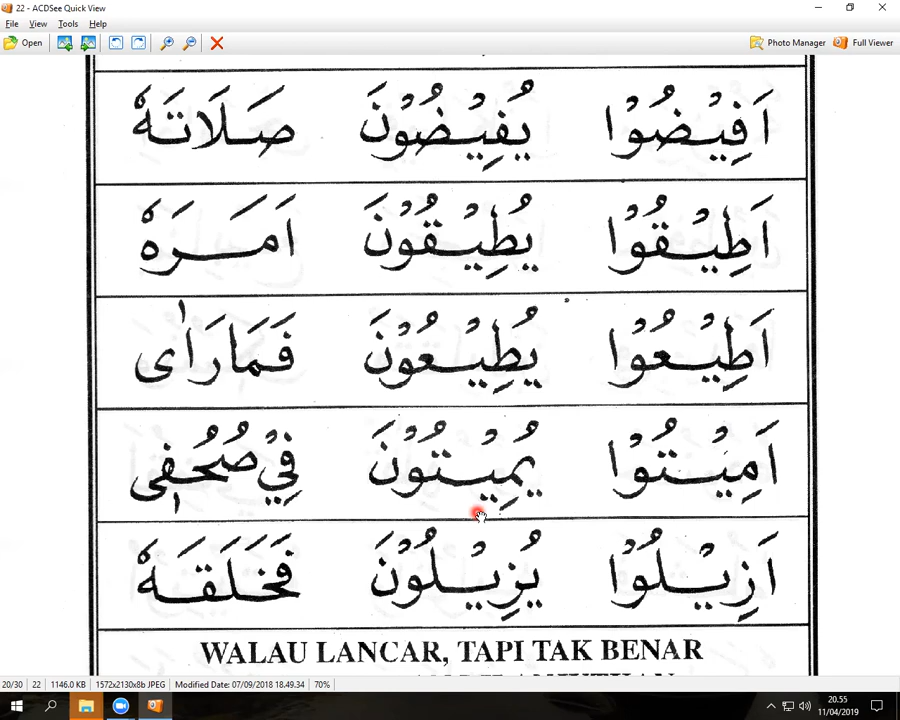 22 - ACDSee Quick View
File View Tools Help
Open Photo Manager Full Viewer
اَفِيْضُوْا يُفِيْضُوْنَ صَلَاتَهٗ
اَطِيْقُوْا يُطِيْقُوْنَ اَمَرَهٗ
اَطِيْعُوْا يُطِيْعُوْنَ فَمَارَاٰى
اَمِيْتُوْا يُمِيْتُوْنَ فِيْ صُحُفِى
اَزِيْلُوْا يُزِيْلُوْنَ فَخَلَقَهٗ
WALAU LANCAR, TAPI TAK BENAR
20/30 22 1146.0 KB 1572x2130x8b JPEG Modified Date: 07/09/2018 18.49.34 70%
20.55
11/04/2019